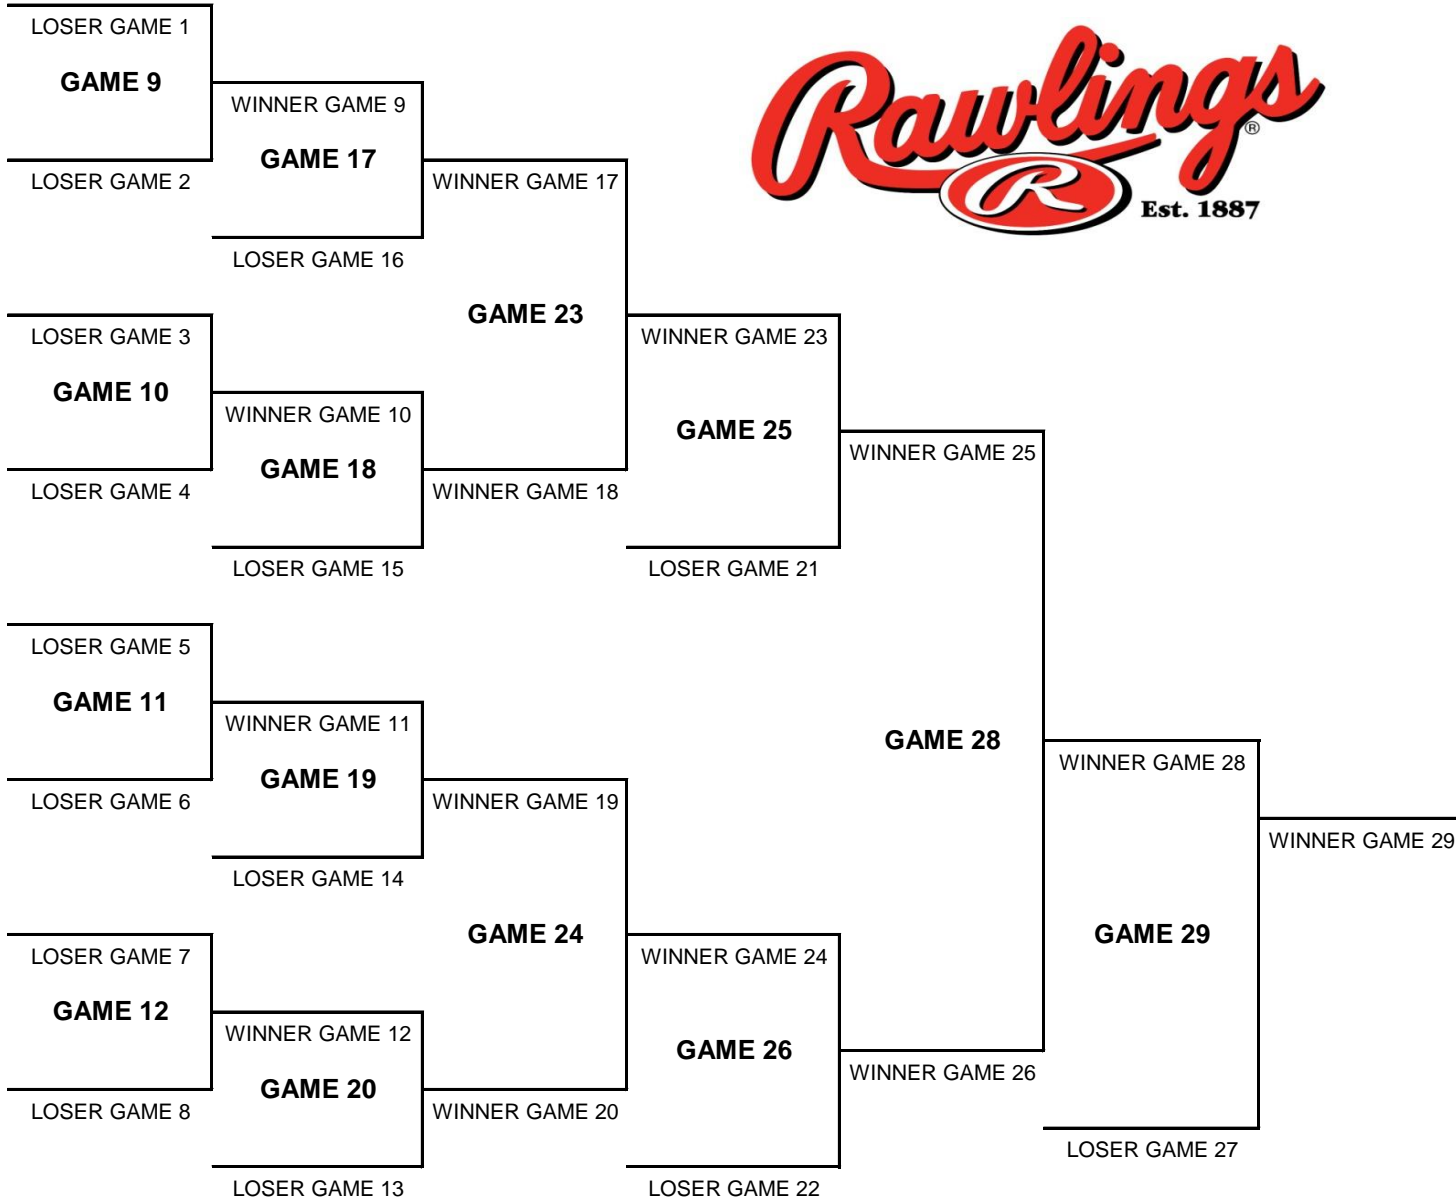 LOSER GAME 1
GAME 9
LOSER GAME 2
WINNER GAME 9
GAME 17
LOSER GAME 16
LOSER GAME 3
GAME 10
LOSER GAME 4
WINNER GAME 10
GAME 18
LOSER GAME 15
WINNER GAME 17
GAME 23
WINNER GAME 18
WINNER GAME 23
GAME 25
LOSER GAME 21
LOSER GAME 5
GAME 11
LOSER GAME 6
WINNER GAME 11
GAME 19
LOSER GAME 14
LOSER GAME 7
GAME 12
LOSER GAME 8
WINNER GAME 12
GAME 20
LOSER GAME 13
WINNER GAME 19
GAME 24
WINNER GAME 20
WINNER GAME 24
GAME 26
LOSER GAME 22
WINNER GAME 25
GAME 28
WINNER GAME 26
WINNER GAME 28
GAME 29
LOSER GAME 27
WINNER GAME 29
Rawlings
®
R
Est. 1887